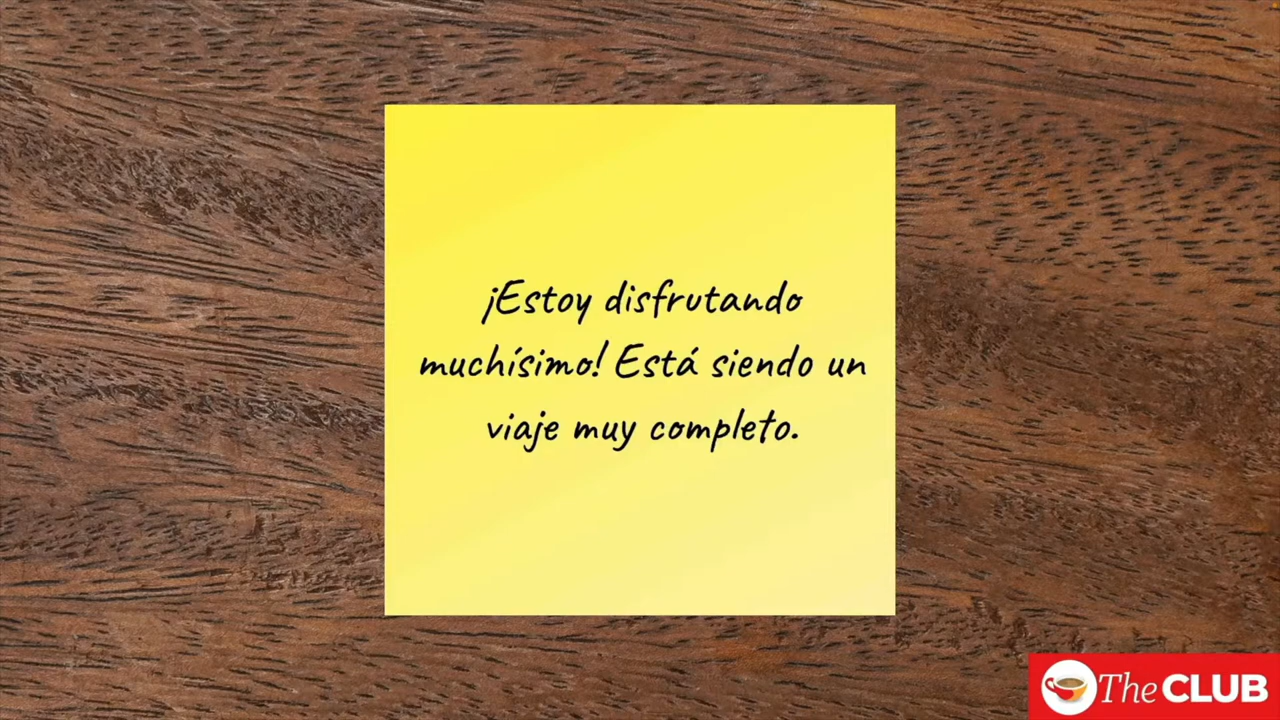 ¡Estoy disfrutando
muchísimo! Está siendo un
viaje muy completo.
The CLUB